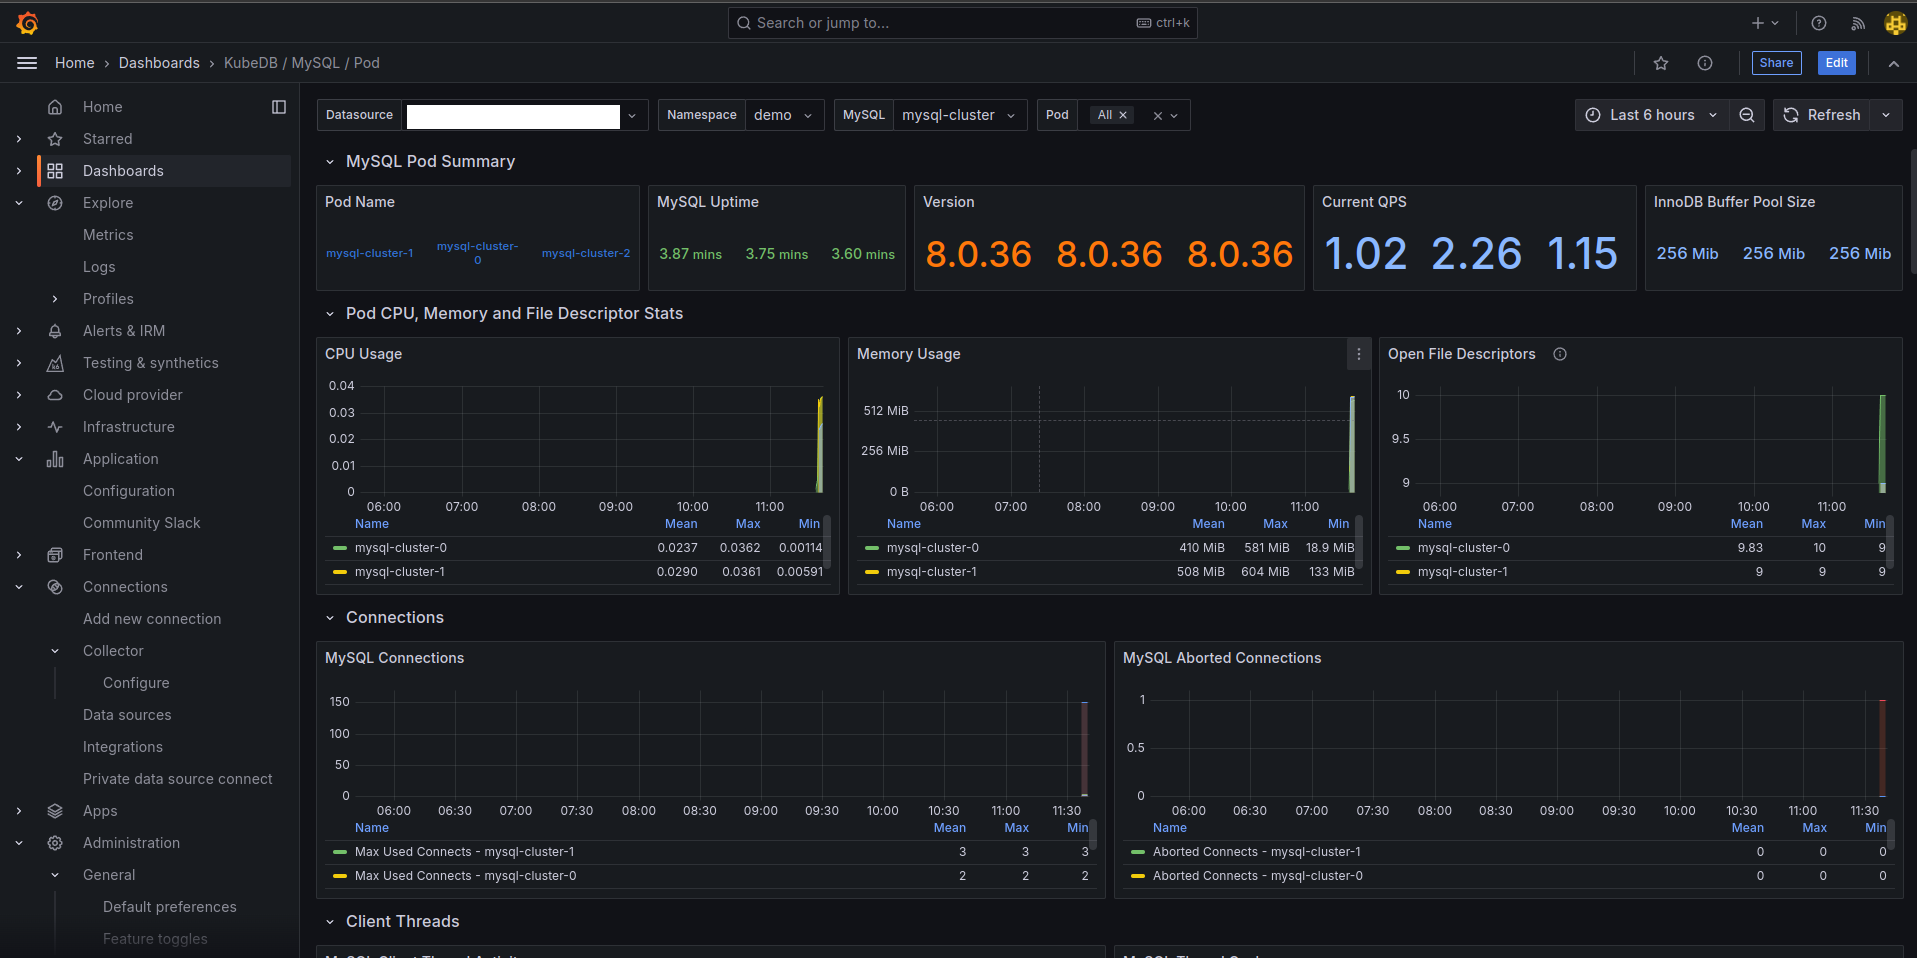 Search or jump to...
ctrl+k
Home › Dashboards › KubeDB / MySQL / Pod
Share
Edit
Home
Starred
Dashboards
Explore
Metrics
Logs
Profiles
Alerts & IRM
Testing & synthetics
Cloud provider
Infrastructure
Application
Configuration
Community Slack
Frontend
Connections
Add new connection
Collector
Configure
Data sources
Integrations
Private data source connect
Apps
Administration
General
Default preferences
Feature toggles
Datasource
Namespace demo
MySQL mysql-cluster
Pod All
Last 6 hours
Refresh
MySQL Pod Summary
Pod Name
mysql-cluster-1
mysql-cluster-
0
mysql-cluster-2
MySQL Uptime
3.87 mins 3.75 mins 3.60 mins
Version
8.0.36 8.0.36 8.0.36
Current QPS
1.02 2.26 1.15
InnoDB Buffer Pool Size
256 Mib 256 Mib 256 Mib
Pod CPU, Memory and File Descriptor Stats
CPU Usage
0.04
0.03
0.02
0.01
0
06:00 07:00 08:00 09:00 10:00 11:00
Name Mean Max Min
mysql-cluster-0 0.0237 0.0362 0.00114
mysql-cluster-1 0.0290 0.0361 0.00591
Memory Usage
512 MiB
256 MiB
0 B
06:00 07:00 08:00 09:00 10:00 11:00
Name Mean Max Min
mysql-cluster-0 410 MiB 581 MiB 18.9 MiB
mysql-cluster-1 508 MiB 604 MiB 133 MiB
Open File Descriptors
10
9.5
9
06:00 07:00 08:00 09:00 10:00 11:00
Name Mean Max Min
mysql-cluster-0 9.83 10 9
mysql-cluster-1 9 9 9
Connections
MySQL Connections
150
100
50
0
06:00 06:30 07:00 07:30 08:00 08:30 09:00 09:30 10:00 10:30 11:00 11:30
Name Mean Max Min
Max Used Connects - mysql-cluster-1 3 3 3
Max Used Connects - mysql-cluster-0 2 2 2
MySQL Aborted Connections
1
0.5
0
06:00 06:30 07:00 07:30 08:00 08:30 09:00 09:30 10:00 10:30 11:00 11:30
Name Mean Max Min
Aborted Connects - mysql-cluster-1 0 0 0
Aborted Connects - mysql-cluster-0 0 0 0
Client Threads